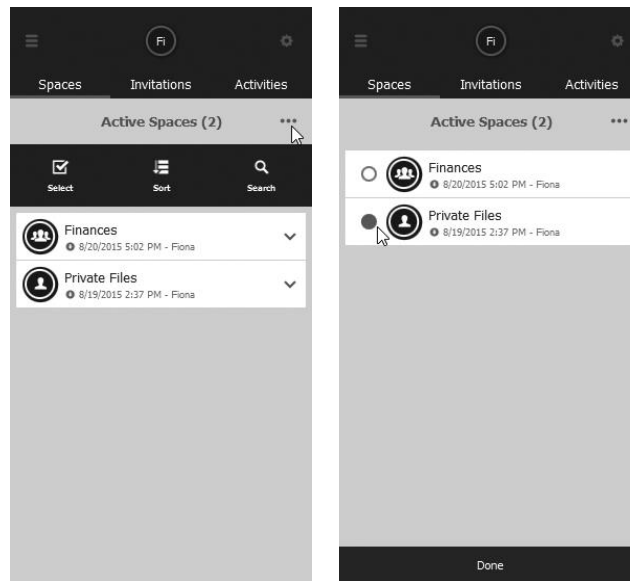 Fi
Spaces Invitations Activities
Active Spaces (2)
Select Sort Search
Finances
8/20/2015 5:02 PM - Fiona
Private Files
8/19/2015 2:37 PM - Fiona
Fi
Spaces Invitations Activities
Active Spaces (2)
Finances
8/20/2015 5:02 PM - Fiona
Private Files
8/19/2015 2:37 PM - Fiona
Done